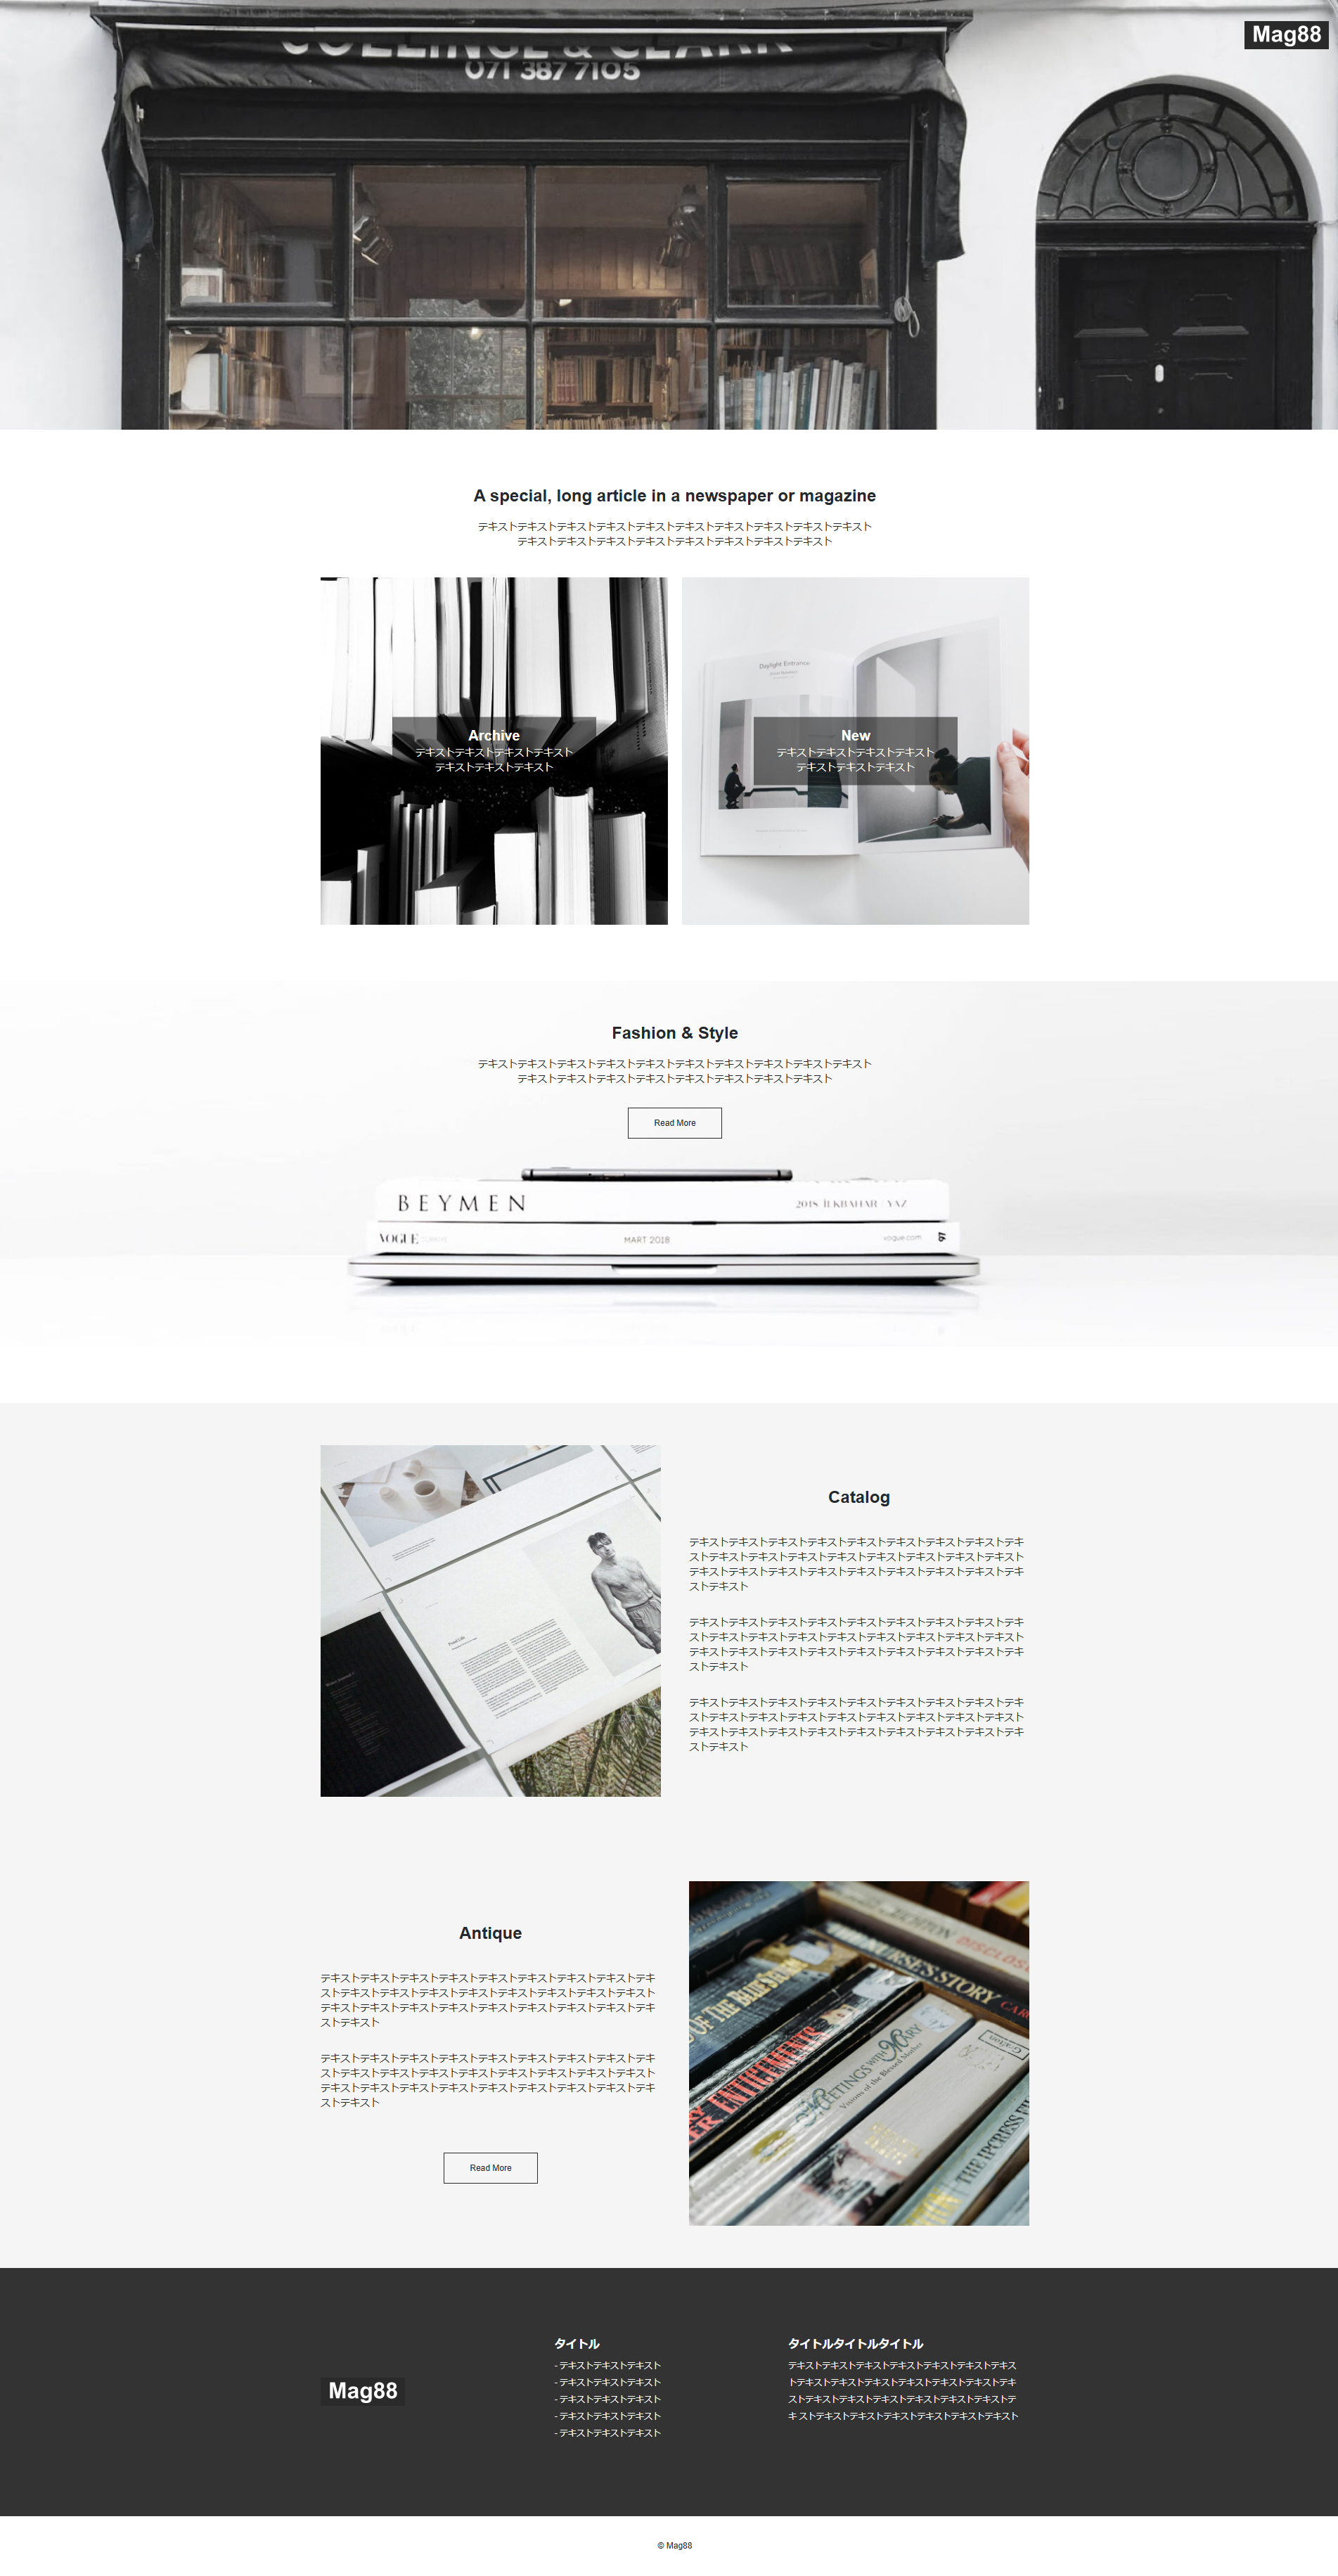 COLLINGE & CLARK
071 387 7105
Mag88
A special, long article in a newspaper or magazine
テキストテキストテキストテキストテキストテキストテキストテキストテキストテキスト
テキストテキストテキストテキストテキストテキストテキストテキスト
Archive
テキストテキストテキストテキスト
テキストテキストテキスト
Daylight Entrance
New
テキストテキストテキストテキスト
テキストテキストテキスト
Fashion & Style
テキストテキストテキストテキストテキストテキストテキストテキストテキストテキスト
テキストテキストテキストテキストテキストテキストテキストテキスト
Read More
BEYMEN
2018 İLKBAHAR / YAZ
VOGUE
MART 2018
vogue.com
97
Catalog
テキストテキストテキストテキストテキストテキストテキストテキストテキ
ストテキストテキストテキストテキストテキストテキストテキストテキスト
テキストテキストテキストテキストテキストテキストテキストテキストテキ
ストテキスト
テキストテキストテキストテキストテキストテキストテキストテキストテキ
ストテキストテキストテキストテキストテキストテキストテキストテキスト
テキストテキストテキストテキストテキストテキストテキストテキストテキ
ストテキスト
テキストテキストテキストテキストテキストテキストテキストテキストテキ
ストテキストテキストテキストテキストテキストテキストテキストテキスト
テキストテキストテキストテキストテキストテキストテキストテキストテキ
ストテキスト
Antique
テキストテキストテキストテキストテキストテキストテキストテキストテキ
ストテキストテキストテキストテキストテキストテキストテキストテキスト
テキストテキストテキストテキストテキストテキストテキストテキストテキ
ストテキスト
テキストテキストテキストテキストテキストテキストテキストテキストテキ
ストテキストテキストテキストテキストテキストテキストテキストテキスト
テキストテキストテキストテキストテキストテキストテキストテキストテキ
ストテキスト
Read More
DISCLOSU
NURSE'S STORY
OF THE BLUE STONE
ENTICEMENTS
MEETINGS WITH MARY
Visions of the Blessed Mother
THE IPCRESS FI
Mag88
タイトル
- テキストテキストテキスト
- テキストテキストテキスト
- テキストテキストテキスト
- テキストテキストテキスト
- テキストテキストテキスト
タイトルタイトルタイトル
テキストテキストテキストテキストテキストテキストテキス
トテキストテキストテキストテキストテキストテキストテキ
ストテキストテキストテキストテキストテキストテキストテ
キ ストテキストテキストテキストテキストテキストテキスト
© Mag88